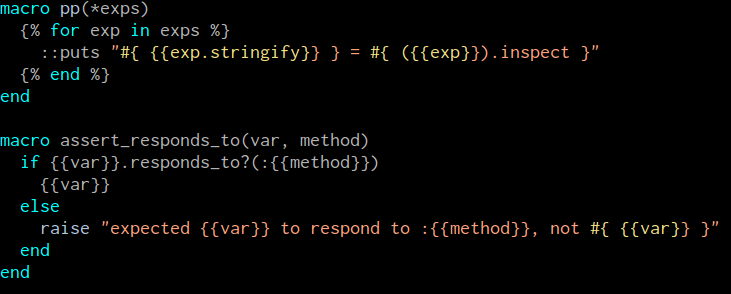 macro pp(*exps)
  {% for exp in exps %}
    ::puts "#{ {{exp.stringify}} } = #{ ({{exp}}).inspect }"
  {% end %}
end

macro assert_responds_to(var, method)
  if {{var}}.responds_to?(:{{method}})
    {{var}}
  else
    raise "expected {{var}} to respond to :{{method}}, not #{ {{var}} }"
  end
end